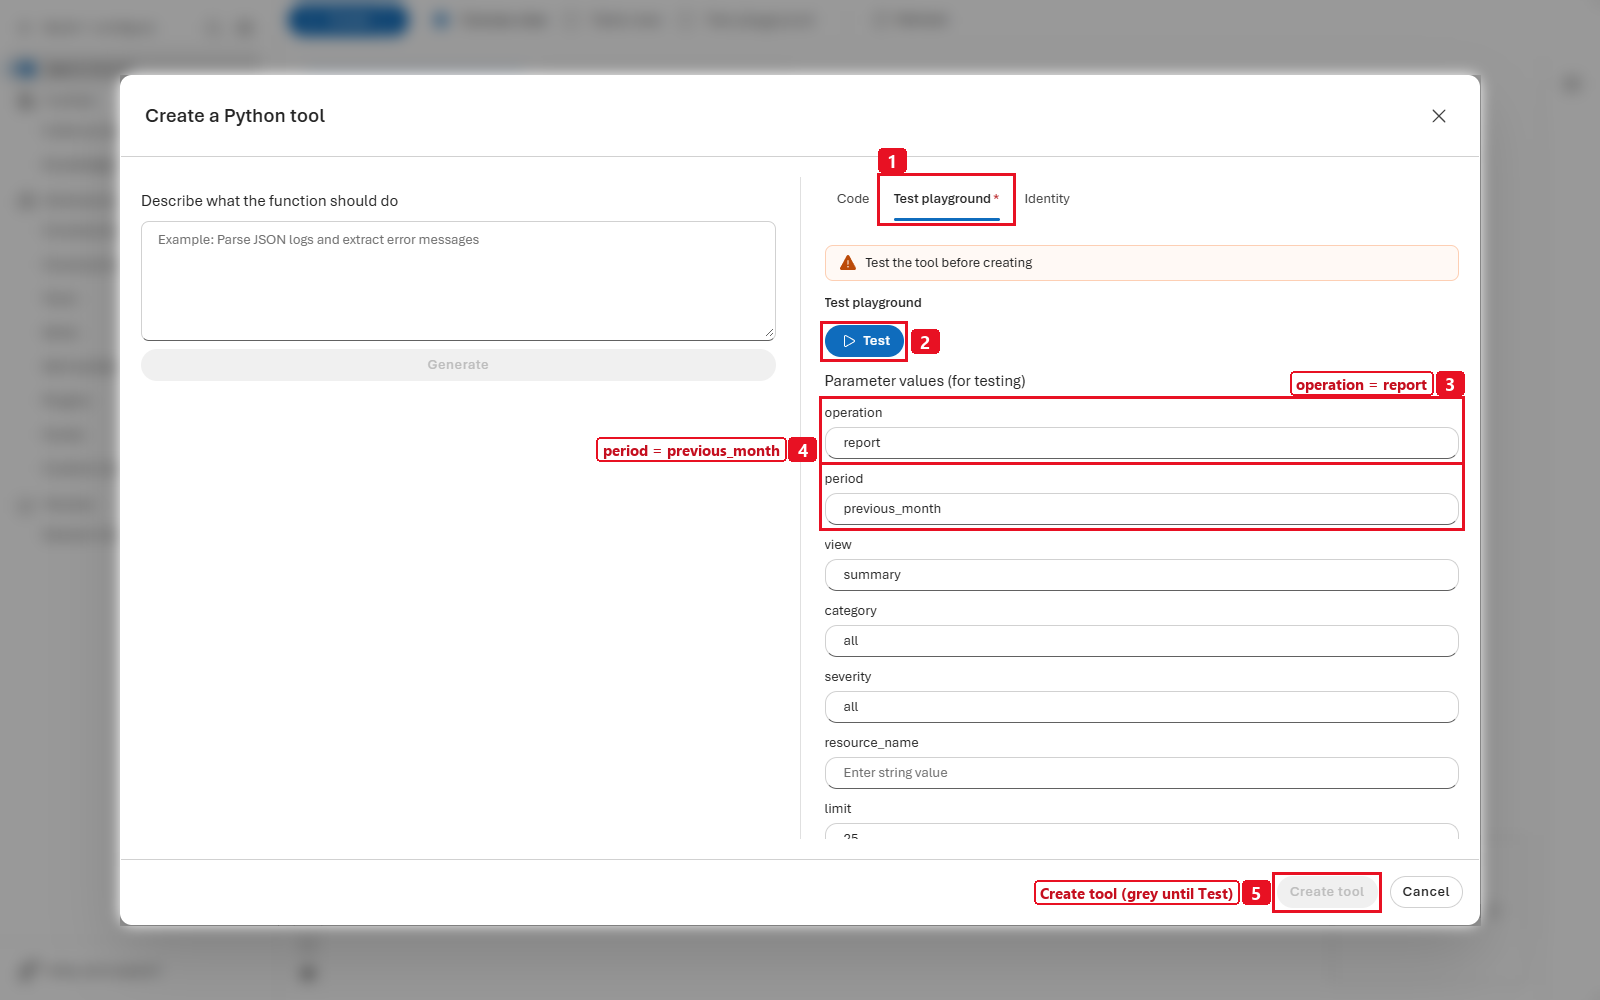 Create a Python tool
1
Describe what the function should do
Example: Parse JSON logs and extract error messages
Generate
Code
Test playground *
Identity
Test the tool before creating
Test playground
Test
2
Parameter values (for testing)
operation = report
3
operation
report
period = previous_month
4
period
previous_month
view
summary
category
all
severity
all
resource_name
Enter string value
limit
25
Create tool (grey until Test)
5
Create tool
Cancel